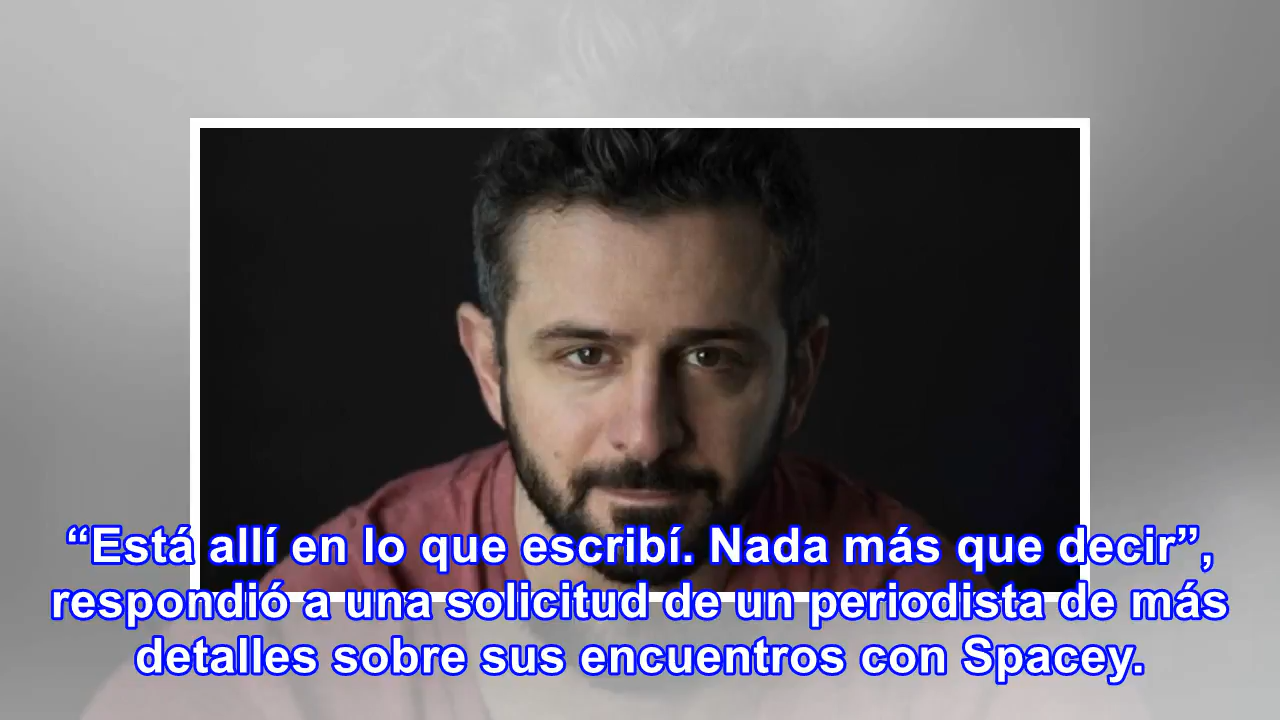 “Está allí en lo que escribí. Nada más que decir”,
respondió a una solicitud de un periodista de más
detalles sobre sus encuentros con Spacey.